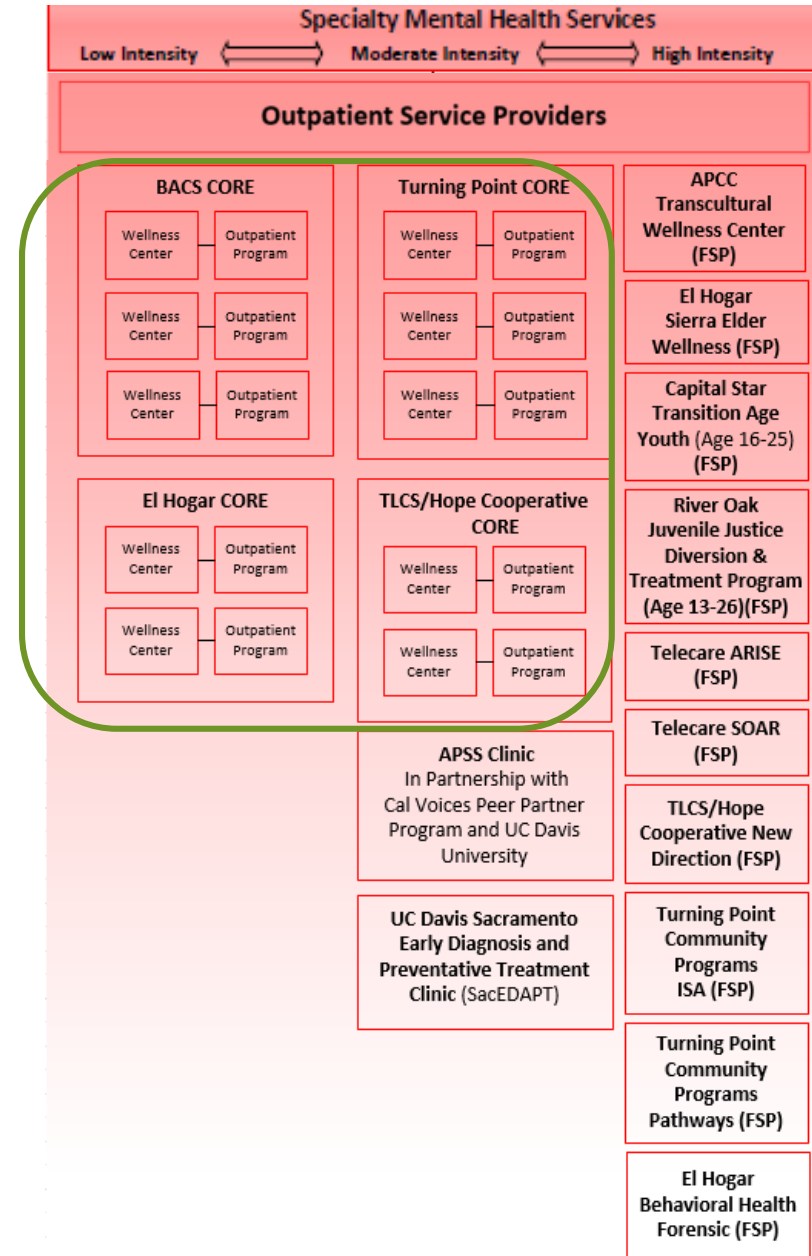 Specialty Mental Health Services
Low Intensity Moderate Intensity High Intensity
Outpatient Service Providers
BACS CORE
Wellness
Center
Outpatient
Program
Wellness
Center
Outpatient
Program
Wellness
Center
Outpatient
Program
Turning Point CORE
Wellness
Center
Outpatient
Program
Wellness
Center
Outpatient
Program
Wellness
Center
Outpatient
Program
El Hogar CORE
Wellness
Center
Outpatient
Program
Wellness
Center
Outpatient
Program
TLCS/Hope Cooperative
CORE
Wellness
Center
Outpatient
Program
Wellness
Center
Outpatient
Program
APSS Clinic
In Partnership with
Cal Voices Peer Partner
Program and UC Davis
University
UC Davis Sacramento
Early Diagnosis and
Preventative Treatment
Clinic (SacEDAPT)
APCC
Transcultural
Wellness Center
(FSP)
El Hogar
Sierra Elder
Wellness (FSP)
Capital Star
Transition Age
Youth (Age 16-25)
(FSP)
River Oak
Juvenile Justice
Diversion &
Treatment Program
(Age 13-26)(FSP)
Telecare ARISE
(FSP)
Telecare SOAR
(FSP)
TLCS/Hope
Cooperative New
Direction (FSP)
Turning Point
Community
Programs
ISA (FSP)
Turning Point
Community
Programs
Pathways (FSP)
El Hogar
Behavioral Health
Forensic (FSP)